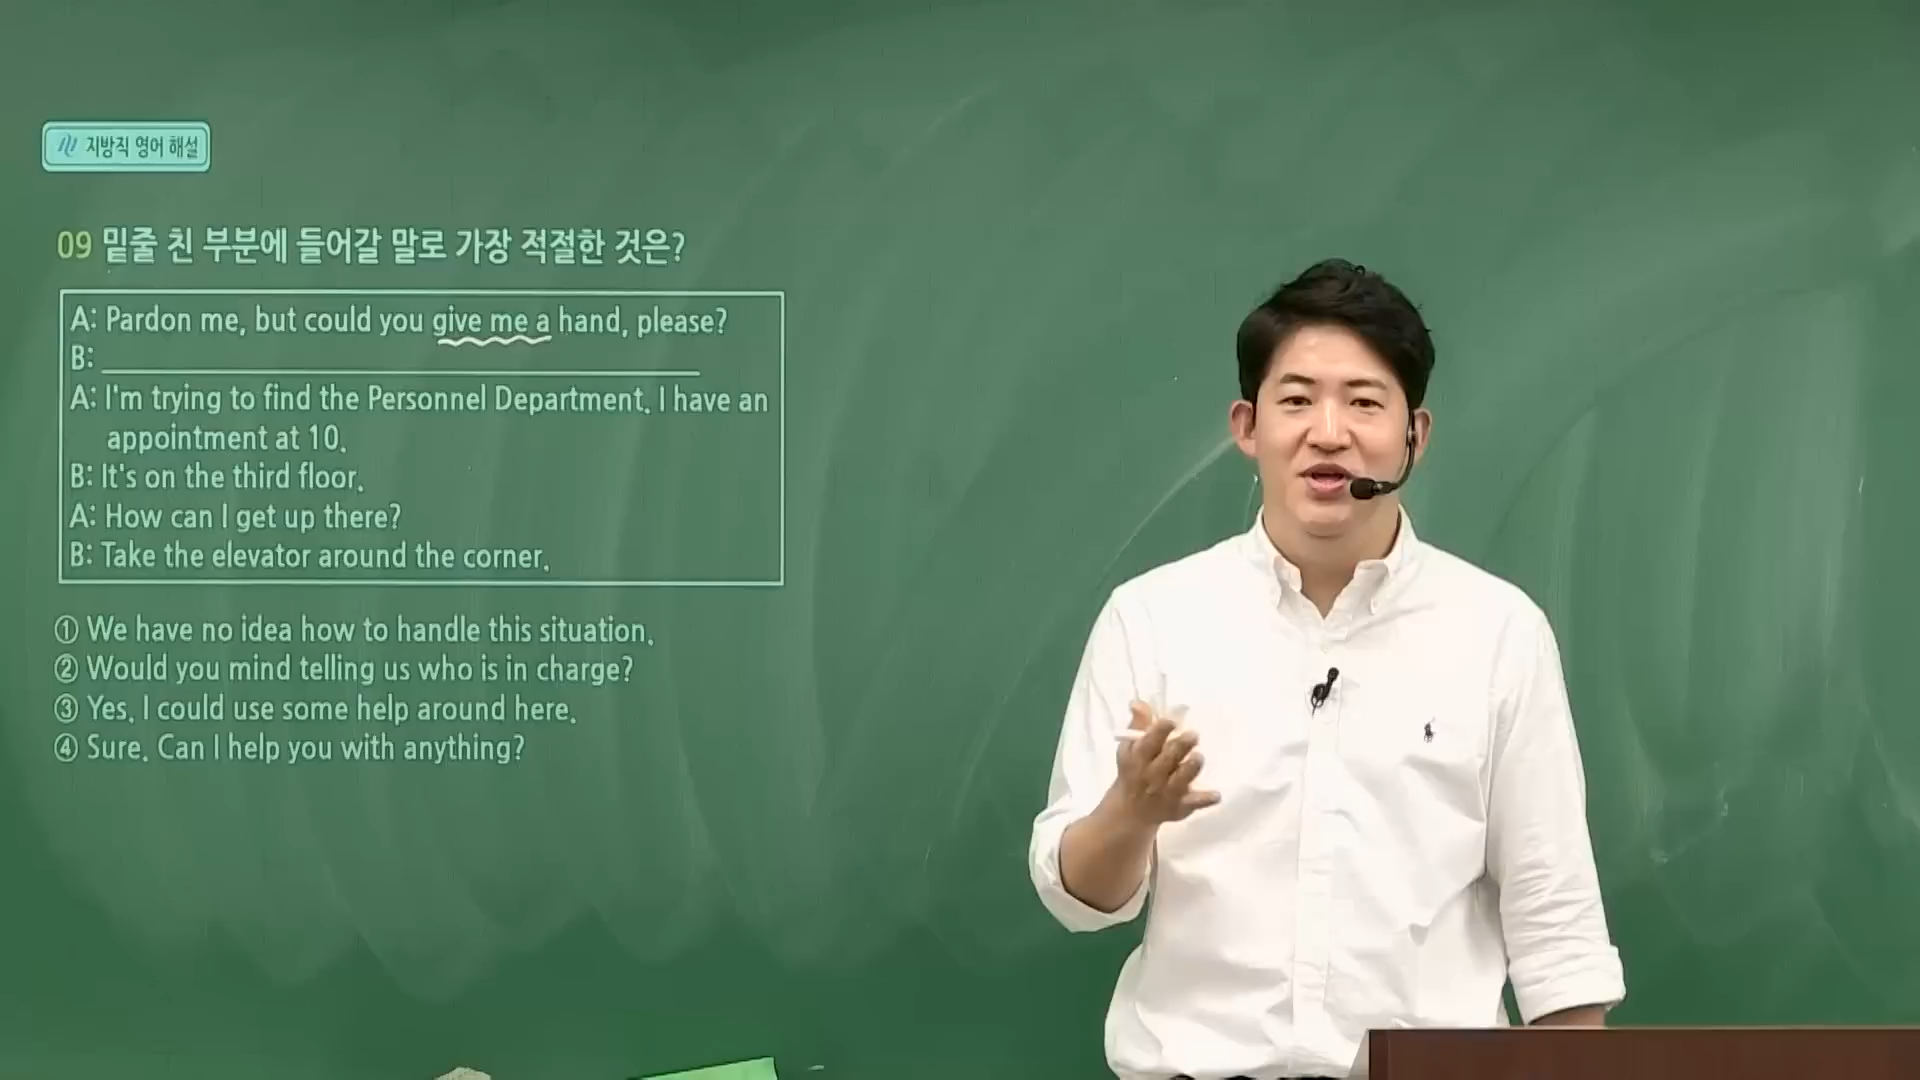 지방직 영어 해설
09 밑줄 친 부분에 들어갈 말로 가장 적절한 것은?
A: Pardon me, but could you give me a hand, please?
B:
A: I'm trying to find the Personnel Department. I have an
appointment at 10.
B: It's on the third floor.
A: How can I get up there?
B: Take the elevator around the corner.
① We have no idea how to handle this situation.
② Would you mind telling us who is in charge?
③ Yes. I could use some help around here.
④ Sure. Can I help you with anything?